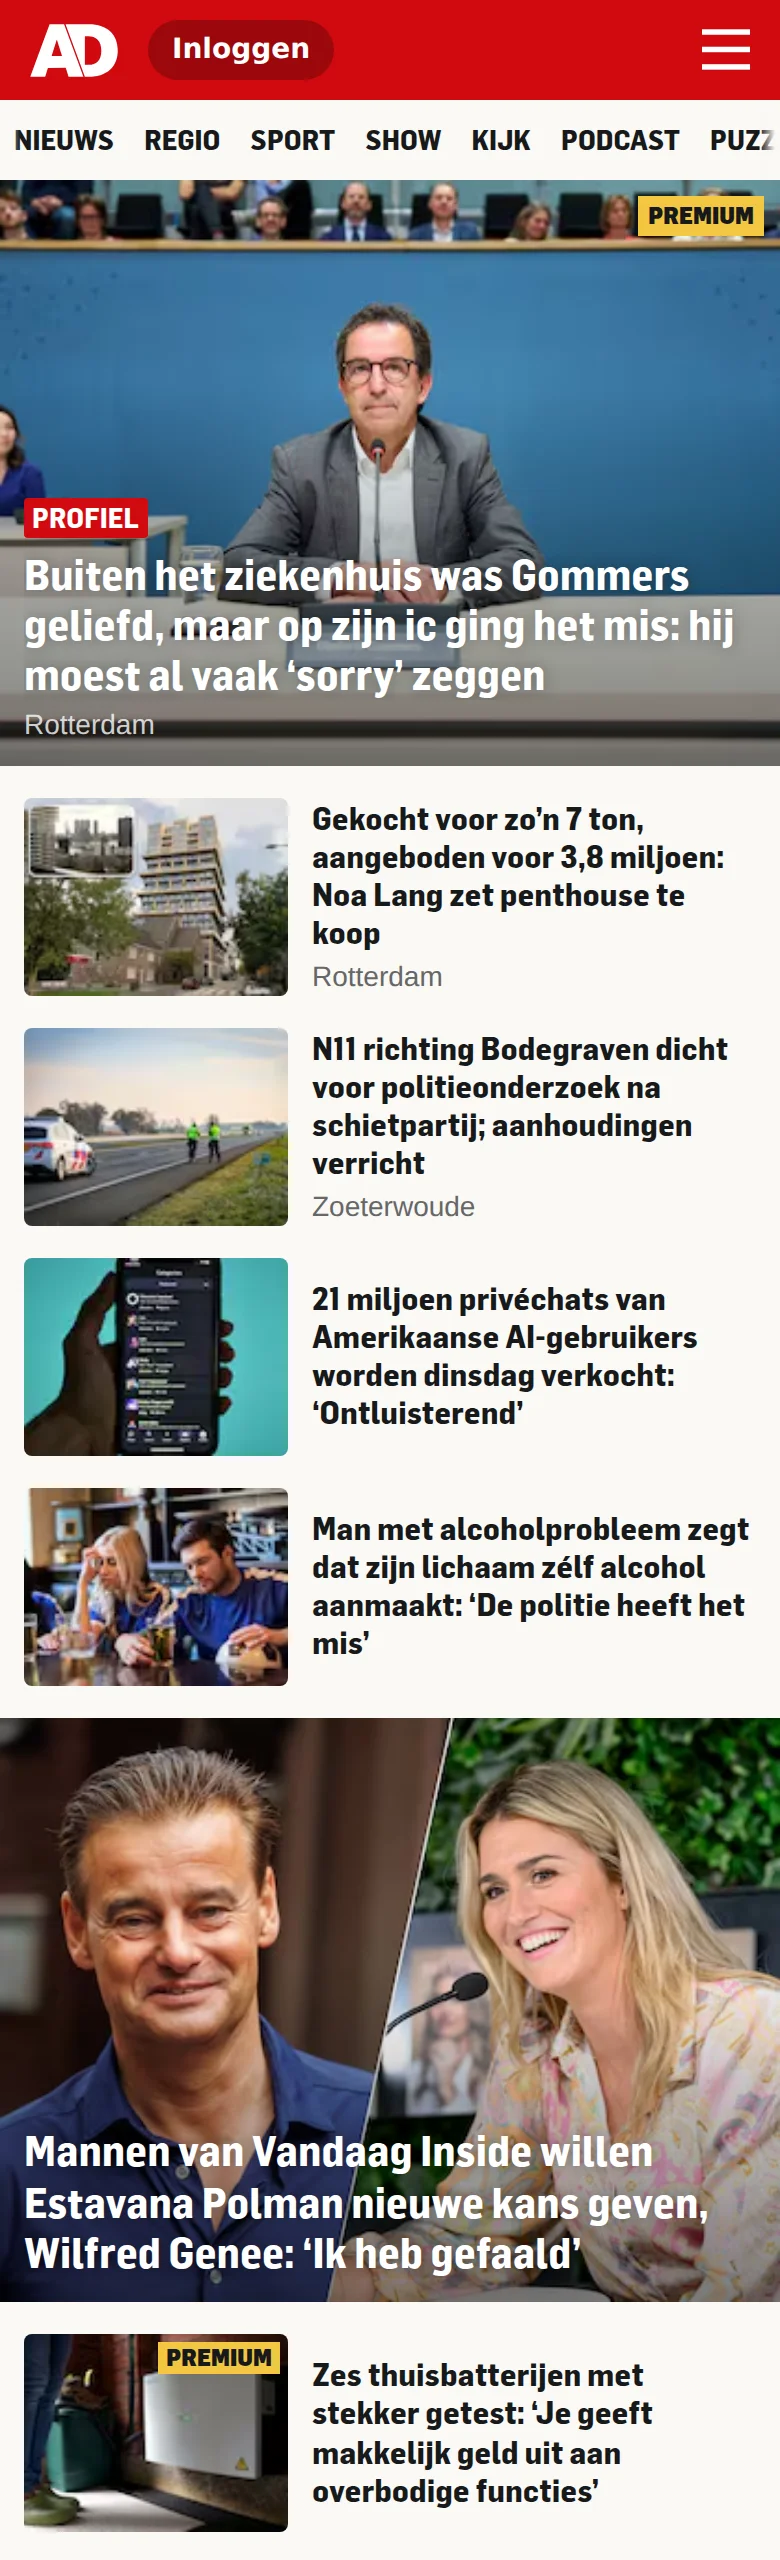 AD
Inloggen
NIEUWS REGIO SPORT SHOW KIJK PODCAST PUZZ
PREMIUM
PROFIEL
Buiten het ziekenhuis was Gommers
geliefd, maar op zijn ic ging het mis: hij
moest al vaak ‘sorry’ zeggen
Rotterdam
Gekocht voor zo’n 7 ton,
aangeboden voor 3,8 miljoen:
Noa Lang zet penthouse te
koop
Rotterdam
N11 richting Bodegraven dicht
voor politieonderzoek na
schietpartij; aanhoudingen
verricht
Zoeterwoude
21 miljoen privéchats van
Amerikaanse AI-gebruikers
worden dinsdag verkocht:
‘Ontluisterend’
Man met alcoholprobleem zegt
dat zijn lichaam zélf alcohol
aanmaakt: ‘De politie heeft het
mis’
Mannen van Vandaag Inside willen
Estavana Polman nieuwe kans geven,
Wilfred Genee: ‘Ik heb gefaald’
PREMIUM
Zes thuisbatterijen met
stekker getest: ‘Je geeft
makkelijk geld uit aan
overbodige functies’